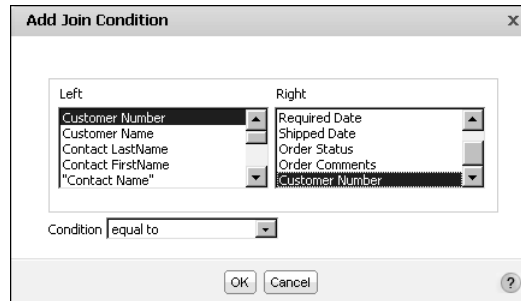 Add Join Condition x
Left Right
Customer Number
Customer Name
Contact LastName
Contact FirstName
"Contact Name"
Required Date
Shipped Date
Order Status
Order Comments
Customer Number
Condition equal to
OK Cancel ?